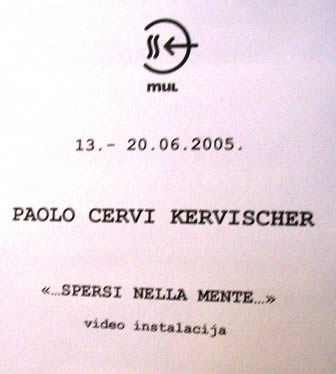 mul
13.- 20.06.2005.
PAOLO CERVI KERVISCHER
«...SPERSI NELLA MENTE...»
video instalacija